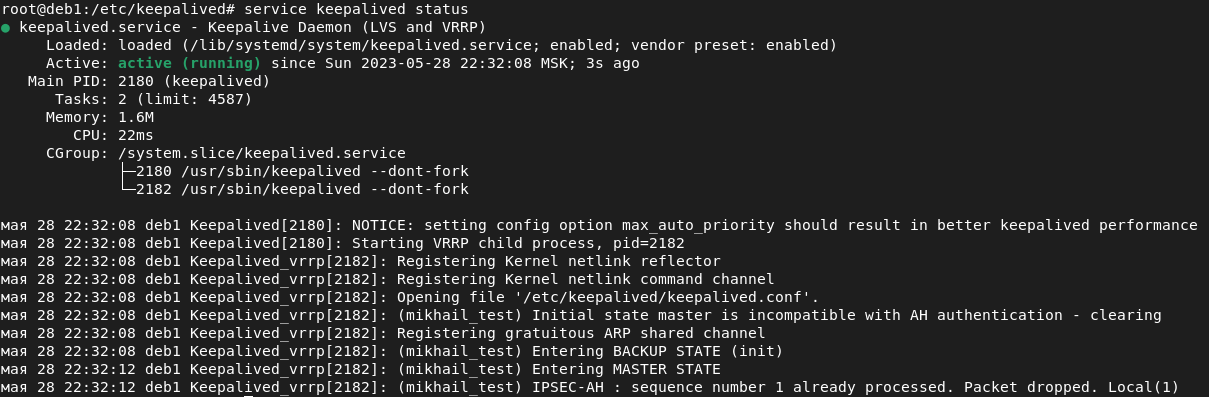 root@deb1:/etc/keepalived# service keepalived status
● keepalived.service - Keepalive Daemon (LVS and VRRP)
     Loaded: loaded (/lib/systemd/system/keepalived.service; enabled; vendor preset: enabled)
     Active: active (running) since Sun 2023-05-28 22:32:08 MSK; 3s ago
   Main PID: 2180 (keepalived)
      Tasks: 2 (limit: 4587)
     Memory: 1.6M
        CPU: 22ms
     CGroup: /system.slice/keepalived.service
             ├─2180 /usr/sbin/keepalived --dont-fork
             └─2182 /usr/sbin/keepalived --dont-fork

мая 28 22:32:08 deb1 Keepalived[2180]: NOTICE: setting config option max_auto_priority should result in better keepalived performance
мая 28 22:32:08 deb1 Keepalived[2180]: Starting VRRP child process, pid=2182
мая 28 22:32:08 deb1 Keepalived_vrrp[2182]: Registering Kernel netlink reflector
мая 28 22:32:08 deb1 Keepalived_vrrp[2182]: Registering Kernel netlink command channel
мая 28 22:32:08 deb1 Keepalived_vrrp[2182]: Opening file '/etc/keepalived/keepalived.conf'.
мая 28 22:32:08 deb1 Keepalived_vrrp[2182]: (mikhail_test) Initial state master is incompatible with AH authentication - clearing
мая 28 22:32:08 deb1 Keepalived_vrrp[2182]: Registering gratuitous ARP shared channel
мая 28 22:32:08 deb1 Keepalived_vrrp[2182]: (mikhail_test) Entering BACKUP STATE (init)
мая 28 22:32:12 deb1 Keepalived_vrrp[2182]: (mikhail_test) Entering MASTER STATE
мая 28 22:32:12 deb1 Keepalived_vrrp[2182]: (mikhail_test) IPSEC-AH : sequence number 1 already processed. Packet dropped. Local(1)